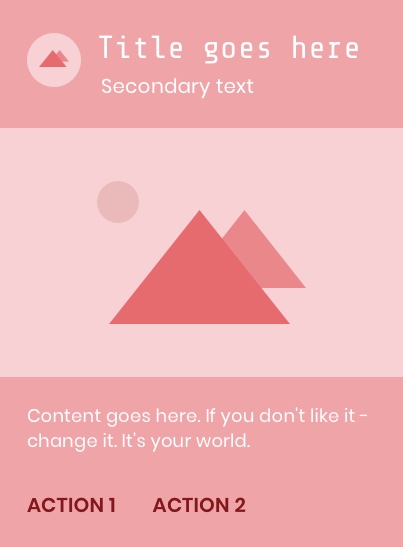 Title goes here
Secondary text
Content goes here. If you don't like it -
change it. It's your world.
ACTION 1 ACTION 2